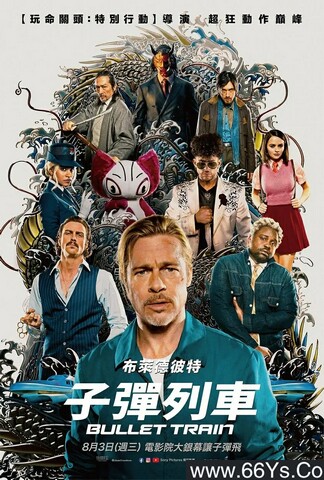 【玩命關頭:特別行動】導演 超狂動作巔峰
布萊德彼特
子彈列車
BULLET TRAIN
8月3日(週三) 電影院大銀幕讓子彈飛
www.66Ys.Co